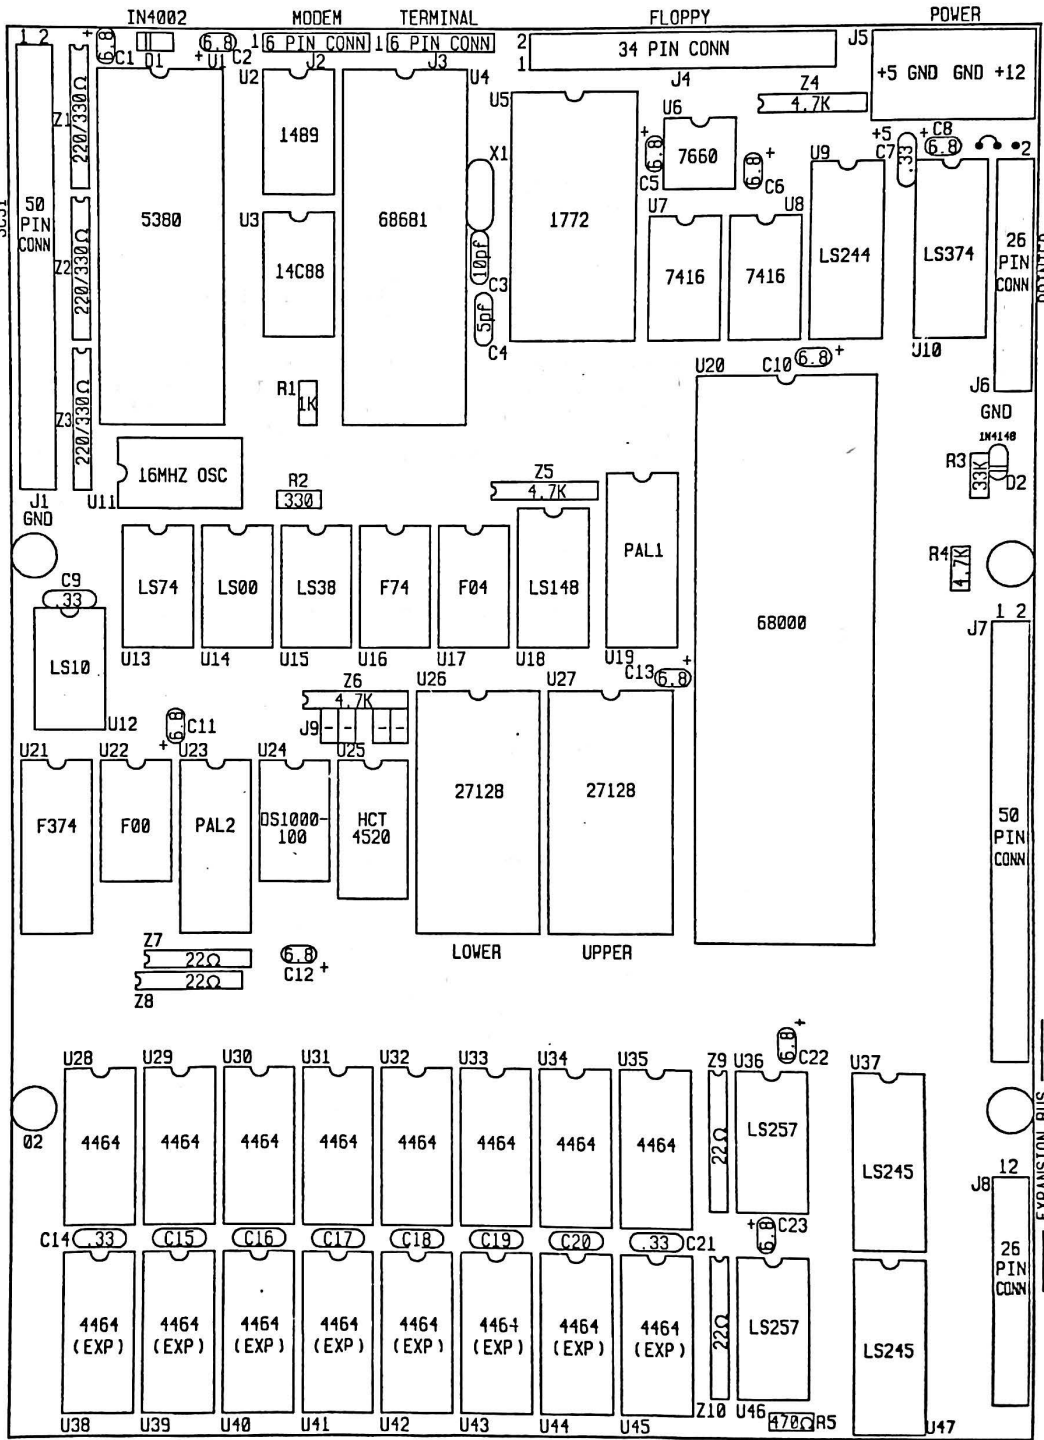 IN4002 MODEM TERMINAL FLOPPY POWER
1 2 + 6.8 C1 D1 6.8 + U1 C2 1 6 PIN CONN J2 1 6 PIN CONN J3 2 1 34 PIN CONN J4 J5 +5 GND GND +12
Z1 220/330Ω
5380
U2 1489
U4 68681
X1
U5 1772
U6 7660
+ 6.8 C5
6.8 + C6
Z4 4.7K
U9 LS244
+5 C7 .33
+ C8 6.8
2
SCSI
50 PIN CONN
Z2 220/330Ω
U3 14C88
10pf C3
5pf C4
U7 7416
U8 7416
LS374 U10
26 PIN CONN
PRINTER
J6 GND
Z3 220/330Ω
R1 1K
U20 C10 6.8 +
68000
1N4148
R3 33K D2
J1 GND
U11 16MHZ OSC
R2 330
Z5 4.7K
PAL1 U19
R4 4.7K
C9 .33
LS10 U12
LS74 U13
LS00 U14
LS38 U15
F74 U16
F04 U17
LS148 U18
C13 + 6.8
1 2
J7
50 PIN CONN
Z6 4.7K
J9
6.8 + C11
U26 27128 LOWER
U27 27128 UPPER
U21 F374
U22 F00
U23 PAL2
U24 DS1000-100
U25 HCT 4520
Z7 22Ω
Z8 22Ω
6.8 C12 +
+ 6.8 C22
U28 4464
U29 4464
U30 4464
U31 4464
U32 4464
U33 4464
U34 4464
U35 4464
Z9 22Ω
U36 LS257
U37 LS245
02
EXPANSION BUS
12
J8
26 PIN CONN
C14 .33 C15 C16 C17 C18 C19 C20 .33 C21
+ 6.8 C23
4464 (EXP) U38
4464 (EXP) U39
4464 (EXP) U40
4464 (EXP) U41
4464 (EXP) U42
4464 (EXP) U43
4464 (EXP) U44
4464 (EXP) U45
22Ω Z10
LS257 U46
470Ω R5
LS245 U47